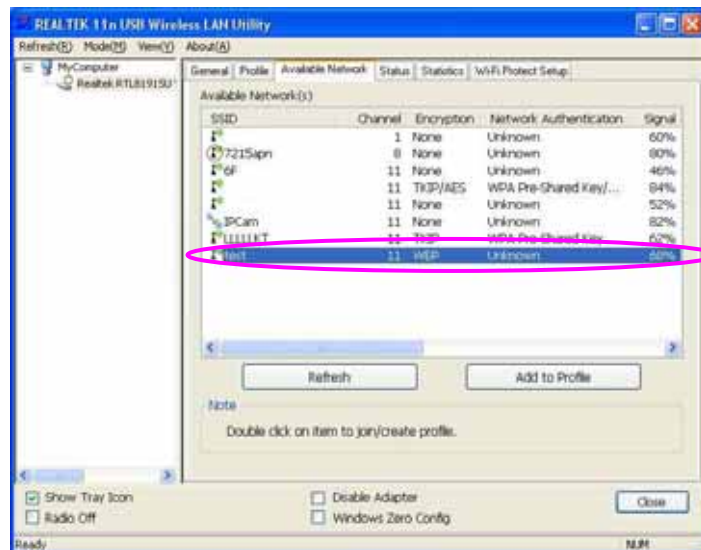 REALTEK 11n USB Wireless LAN Utility
Refresh(R) Mode(M) View(V) About(A)
MyComputer
Realtek RTL8191SU
General Profile Available Network Status Statistics Wi-Fi Protect Setup
Available Network(s)
SSID Channel Encryption Network Authentication Signal
1 None Unknown 60%
7215apn 8 None Unknown 80%
6F 11 None Unknown 46%
11 TKIP/AES WPA Pre-Shared Key/... 84%
11 None Unknown 52%
IPCam 11 None Unknown 82%
11 TKIP WPA Pre-Shared Key 62%
test 11 WEP Unknown 60%
Refresh Add to Profile
Note
Double click on item to join/create profile.
Show Tray Icon Disable Adapter
Radio Off Windows Zero Config
Close
Ready NUM